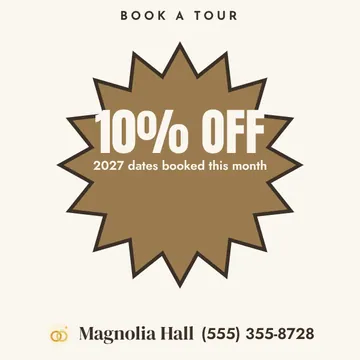 BOOK A TOUR
10% OFF
2027 dates booked this month
Magnolia Hall (555) 355-8728